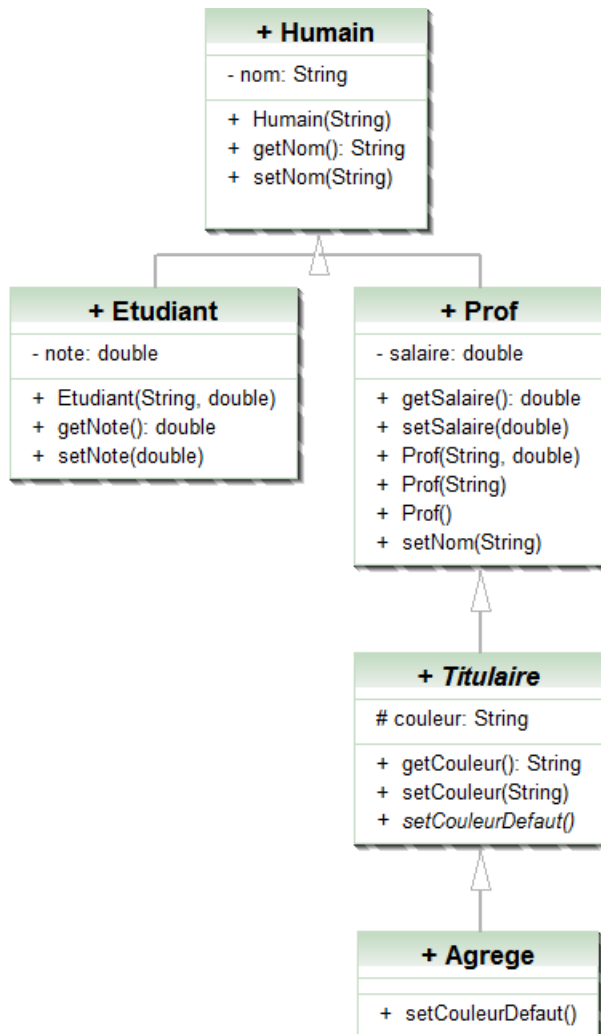 + Humain
- nom: String
+ Humain(String)
+ getNom(): String
+ setNom(String)
+ Etudiant
- note: double
+ Etudiant(String, double)
+ getNote(): double
+ setNote(double)
+ Prof
- salaire: double
+ getSalaire(): double
+ setSalaire(double)
+ Prof(String, double)
+ Prof(String)
+ Prof()
+ setNom(String)
+ Titulaire
# couleur: String
+ getCouleur(): String
+ setCouleur(String)
+ setCouleurDefaut()
+ Agrege
+ setCouleurDefaut()